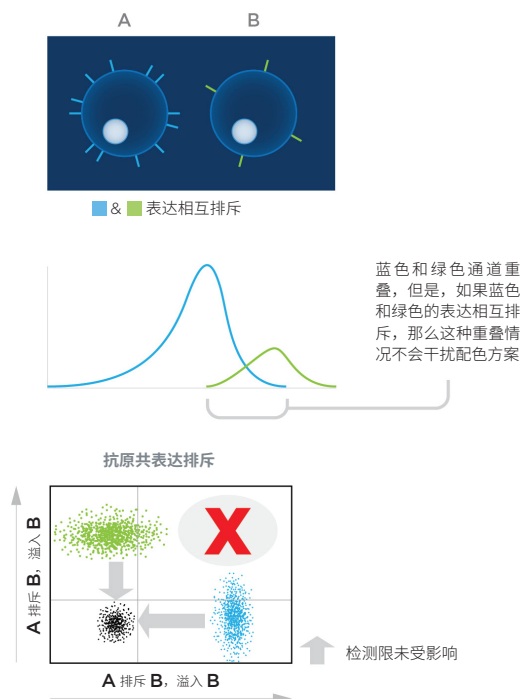 A B
& 表达相互排斥
蓝色和绿色通道重
叠，但是，如果蓝色
和绿色的表达相互排
斥，那么这种重叠情
况不会干扰配色方案
抗原共表达排斥
A 排斥 B，溢入 B
X
检测限未受影响
A 排斥 B，溢入 B